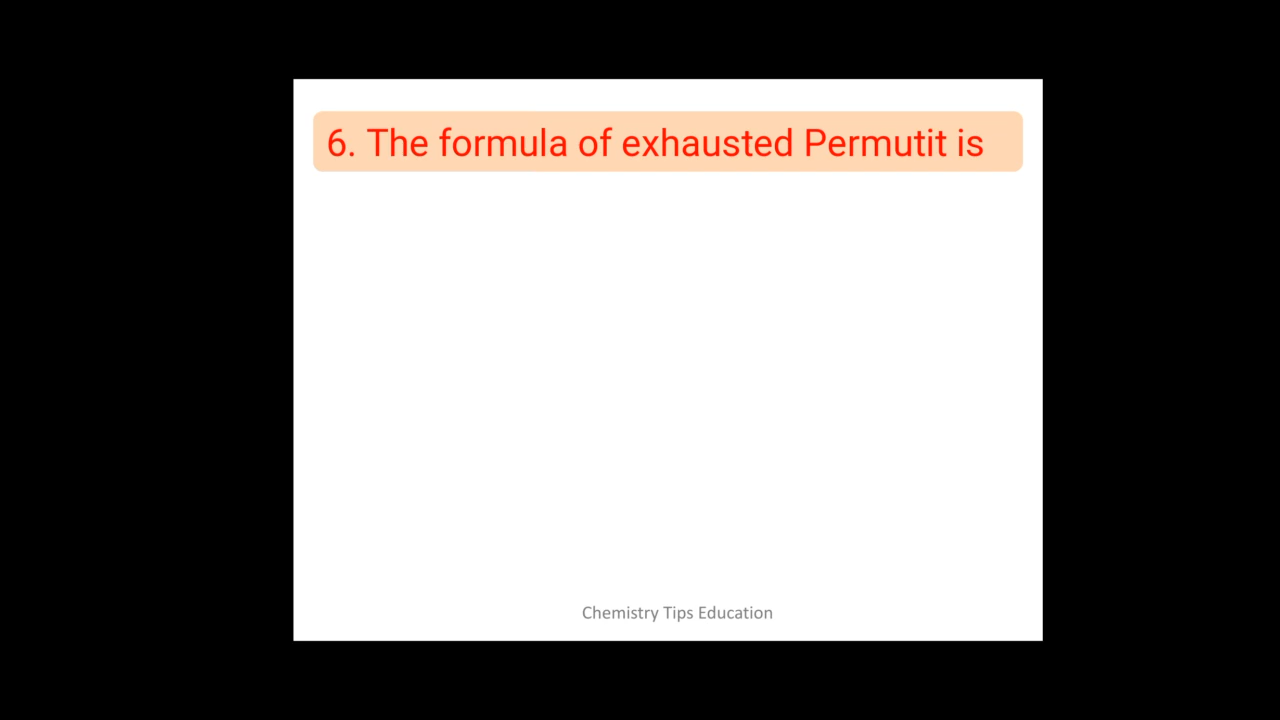 6. The formula of exhausted Permutit is
Chemistry Tips Education